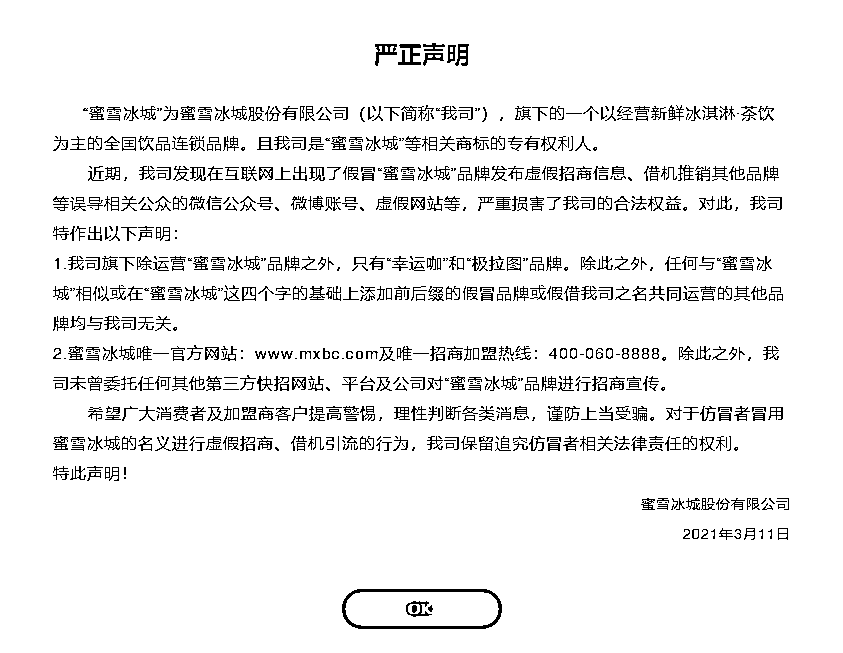 严正声明
“蜜雪冰城”为蜜雪冰城股份有限公司（以下简称“我司”），旗下的一个以经营新鲜冰淇淋·茶饮
为主的全国饮品连锁品牌。且我司是“蜜雪冰城”等相关商标的专有权利人。
近期，我司发现在互联网上出现了假冒“蜜雪冰城”品牌发布虚假招商信息、借机推销其他品牌
等误导相关公众的微信公众号、微博账号、虚假网站等，严重损害了我司的合法权益。对此，我司
特作出以下声明：
1.我司旗下除运营“蜜雪冰城”品牌之外，只有“幸运咖”和“极拉图”品牌。除此之外，任何与“蜜雪冰
城”相似或在“蜜雪冰城”这四个字的基础上添加前后缀的假冒品牌或假借我司之名共同运营的其他品
牌均与我司无关。
2.蜜雪冰城唯一官方网站：www.mxbc.com及唯一招商加盟热线：400-060-8888。除此之外，我
司未曾委托任何其他第三方快招网站、平台及公司对“蜜雪冰城”品牌进行招商宣传。
希望广大消费者及加盟商客户提高警惕，理性判断各类消息，谨防上当受骗。对于仿冒者冒用
蜜雪冰城的名义进行虚假招商、借机引流的行为，我司保留追究仿冒者相关法律责任的权利。
特此声明！
蜜雪冰城股份有限公司
2021年3月11日
OK